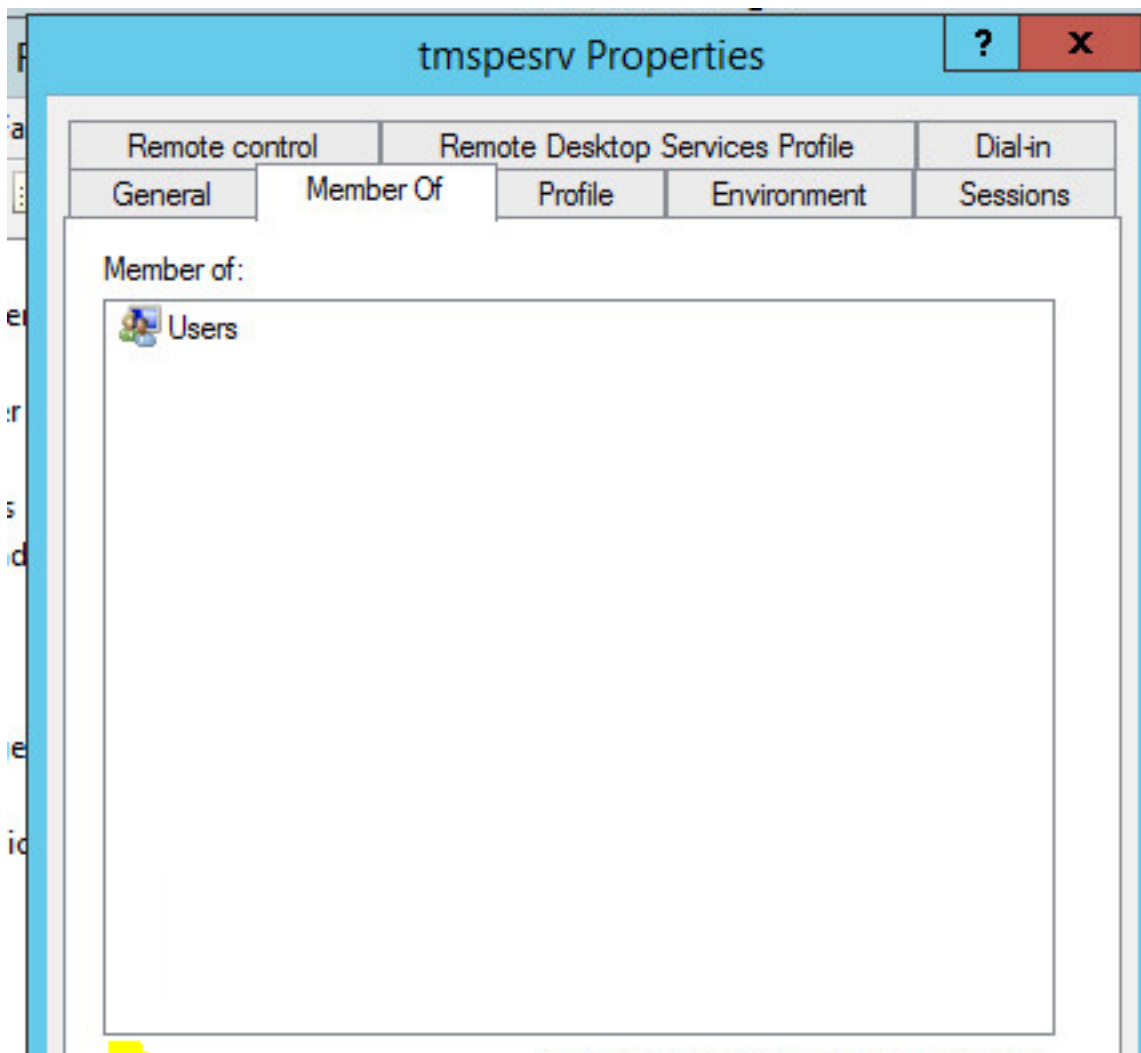 tmspesrv Properties
?
x
Remote control
Remote Desktop Services Profile
Dial-in
General
Member Of
Profile
Environment
Sessions
Member of:
Users